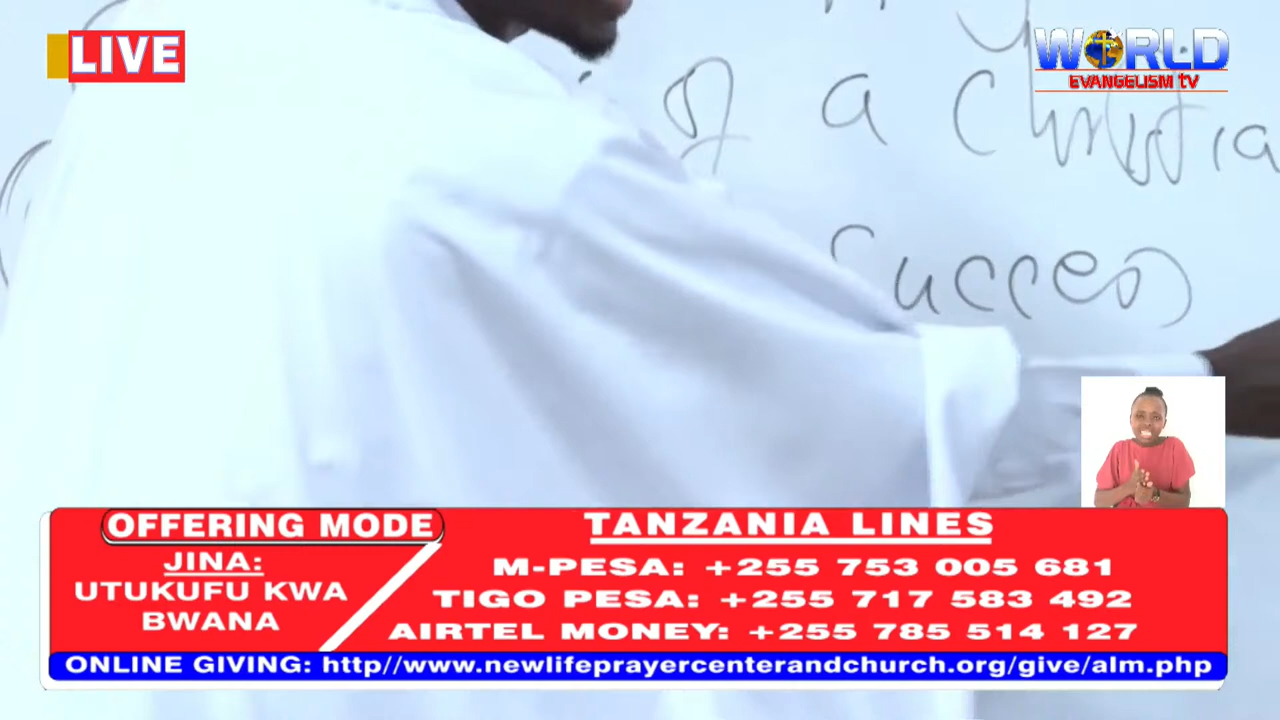 LIVE
WORLD
EVANGELISM TV
of a Christia
Success
OFFERING MODE
JINA:
UTUKUFU KWA
BWANA
TANZANIA LINES
M-PESA: +255 753 005 681
TIGO PESA: +255 717 583 492
AIRTEL MONEY: +255 785 514 127
ONLINE GIVING: http//www.newlifeprayercenterandchurch.org/give/alm.php